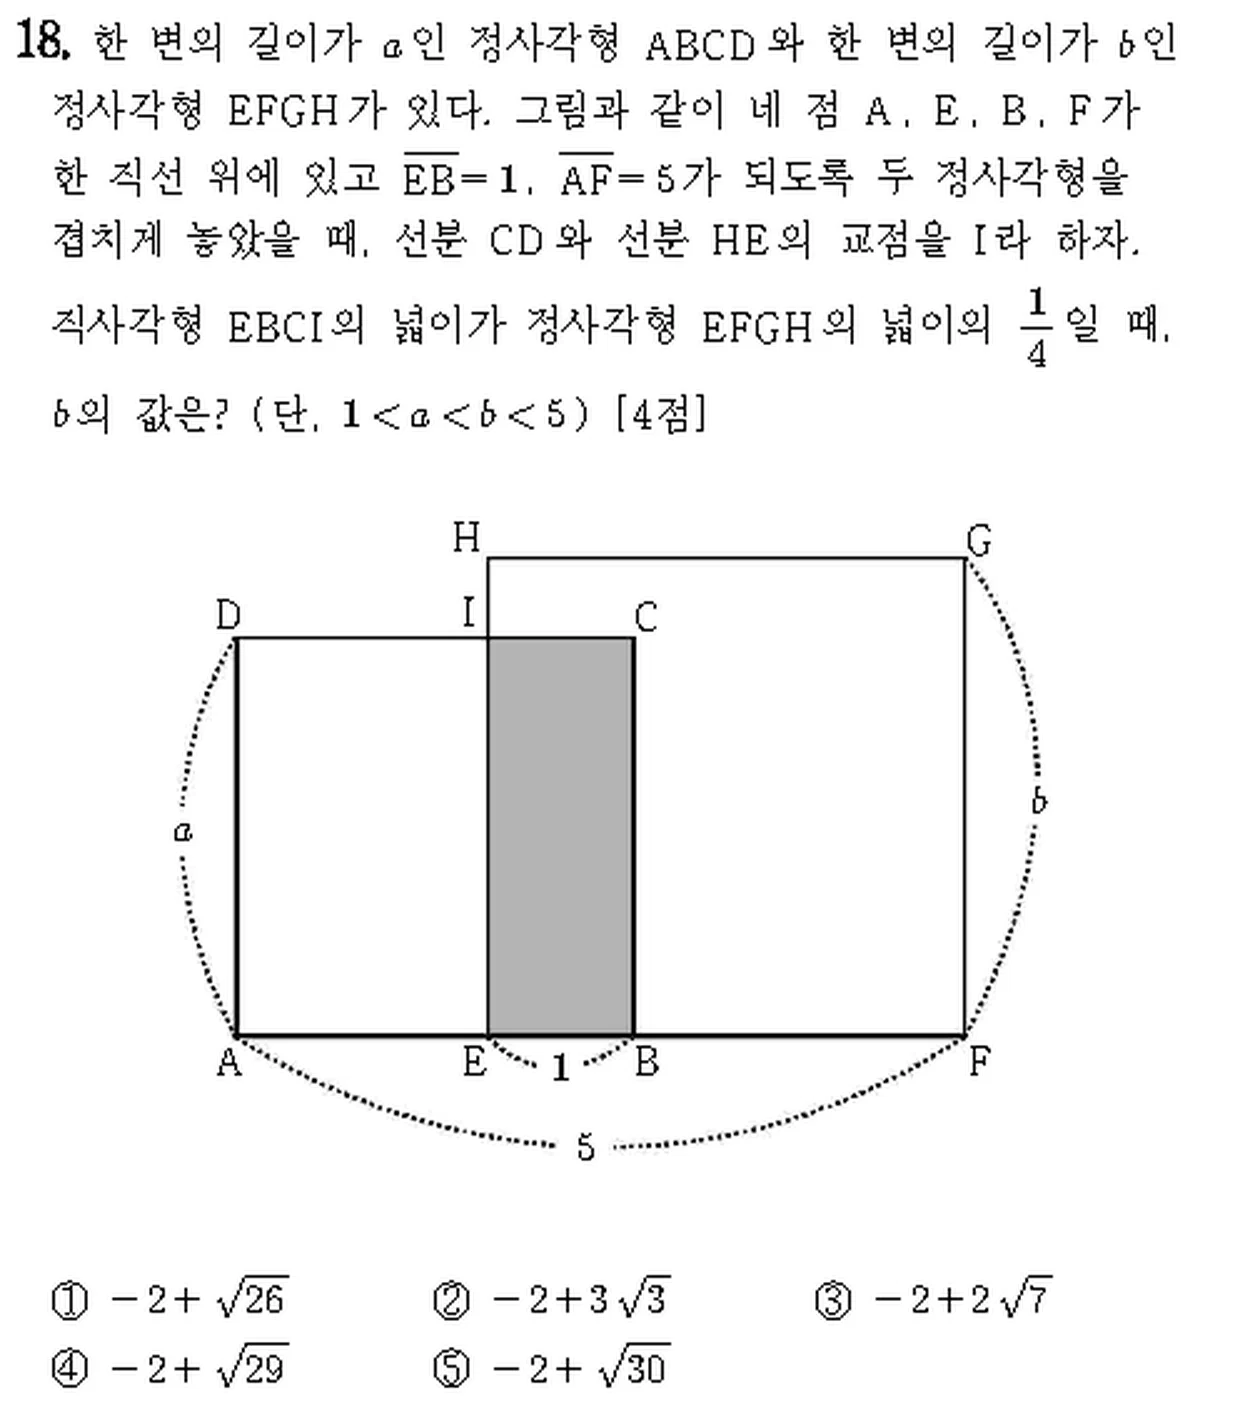 18. 한 변의 길이가 a인 정사각형 ABCD와 한 변의 길이가 b인
정사각형 EFGH가 있다. 그림과 같이 네 점 A, E, B, F가
한 직선 위에 있고 $\overline{EB}=1$, $\overline{AF}=5$가 되도록 두 정사각형을
겹치게 놓았을 때, 선분 CD와 선분 HE의 교점을 I라 하자.
직사각형 EBCI의 넓이가 정사각형 EFGH의 넓이의 $\frac{1}{4}$일 때,
b의 값은? (단, 1<a<b<5) [4점]
H G
D I C
b
a
A E 1 B F
5
① -2+√26 ② -2+3√3 ③ -2+2√7
④ -2+√29 ⑤ -2+√30